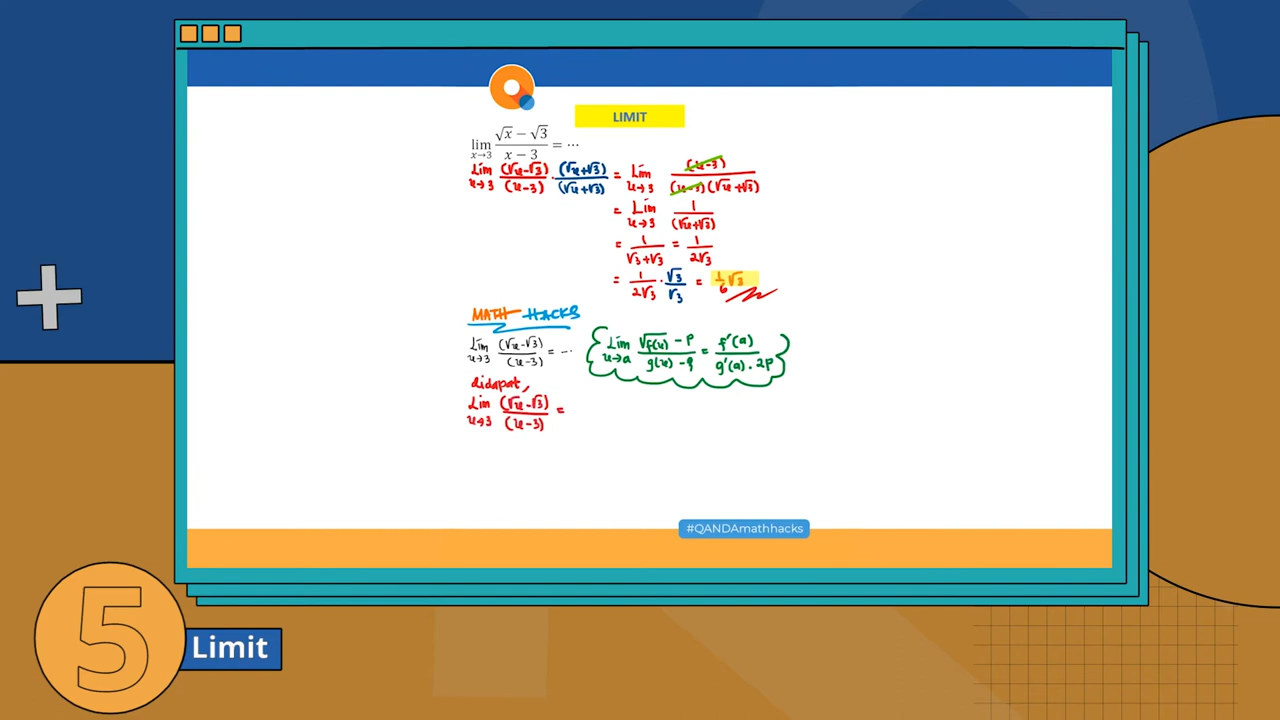 LIMIT
lim x→3 (√x − √3)/(x − 3) = ⋯
Lim x→3 (√x-√3)/(x-3) · (√x+√3)/(√x+√3) = Lim x→3 (x-3)/((x-3)(√x+√3))
= Lim x→3 1/(√x+√3)
= 1/(√3+√3) = 1/(2√3)
= 1/(2√3) · √3/√3 = 1/6 √3
MATH HACKS
Lim x→3 (√x-√3)/(x-3) = ...
Lim x→a (√f(x) - p)/(g(x) - q) = f'(a)/(g'(a) . 2p)
didapat,
Lim x→3 (√x-√3)/(x-3) =
#QANDAmathhacks
5
Limit